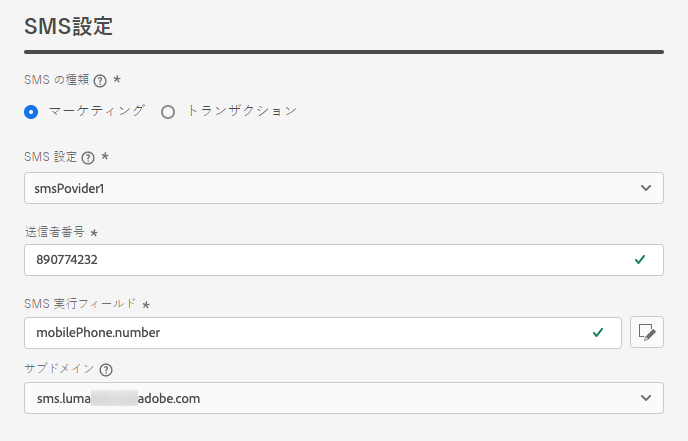 SMS設定
SMS の種類 ? *
マーケティング トランザクション
SMS 設定 ? *
smsPovider1
送信者番号 *
890774232
SMS 実行フィールド *
mobilePhone.number
サブドメイン ?
sms.luma adobe.com